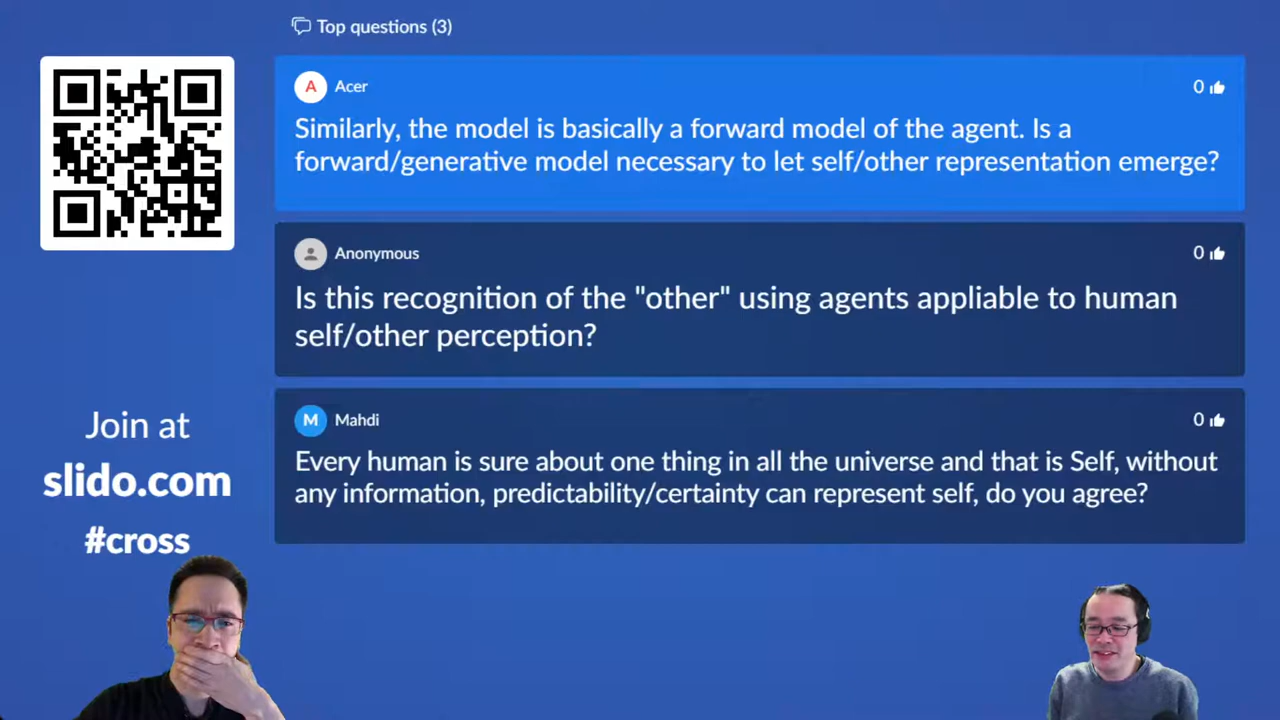 Top questions (3)
A Acer 0
Similarly, the model is basically a forward model of the agent. Is a
forward/generative model necessary to let self/other representation emerge?
Anonymous 0
Is this recognition of the "other" using agents appliable to human
self/other perception?
M Mahdi 0
Every human is sure about one thing in all the universe and that is Self, without
any information, predictability/certainty can represent self, do you agree?
Join at
slido.com
#cross